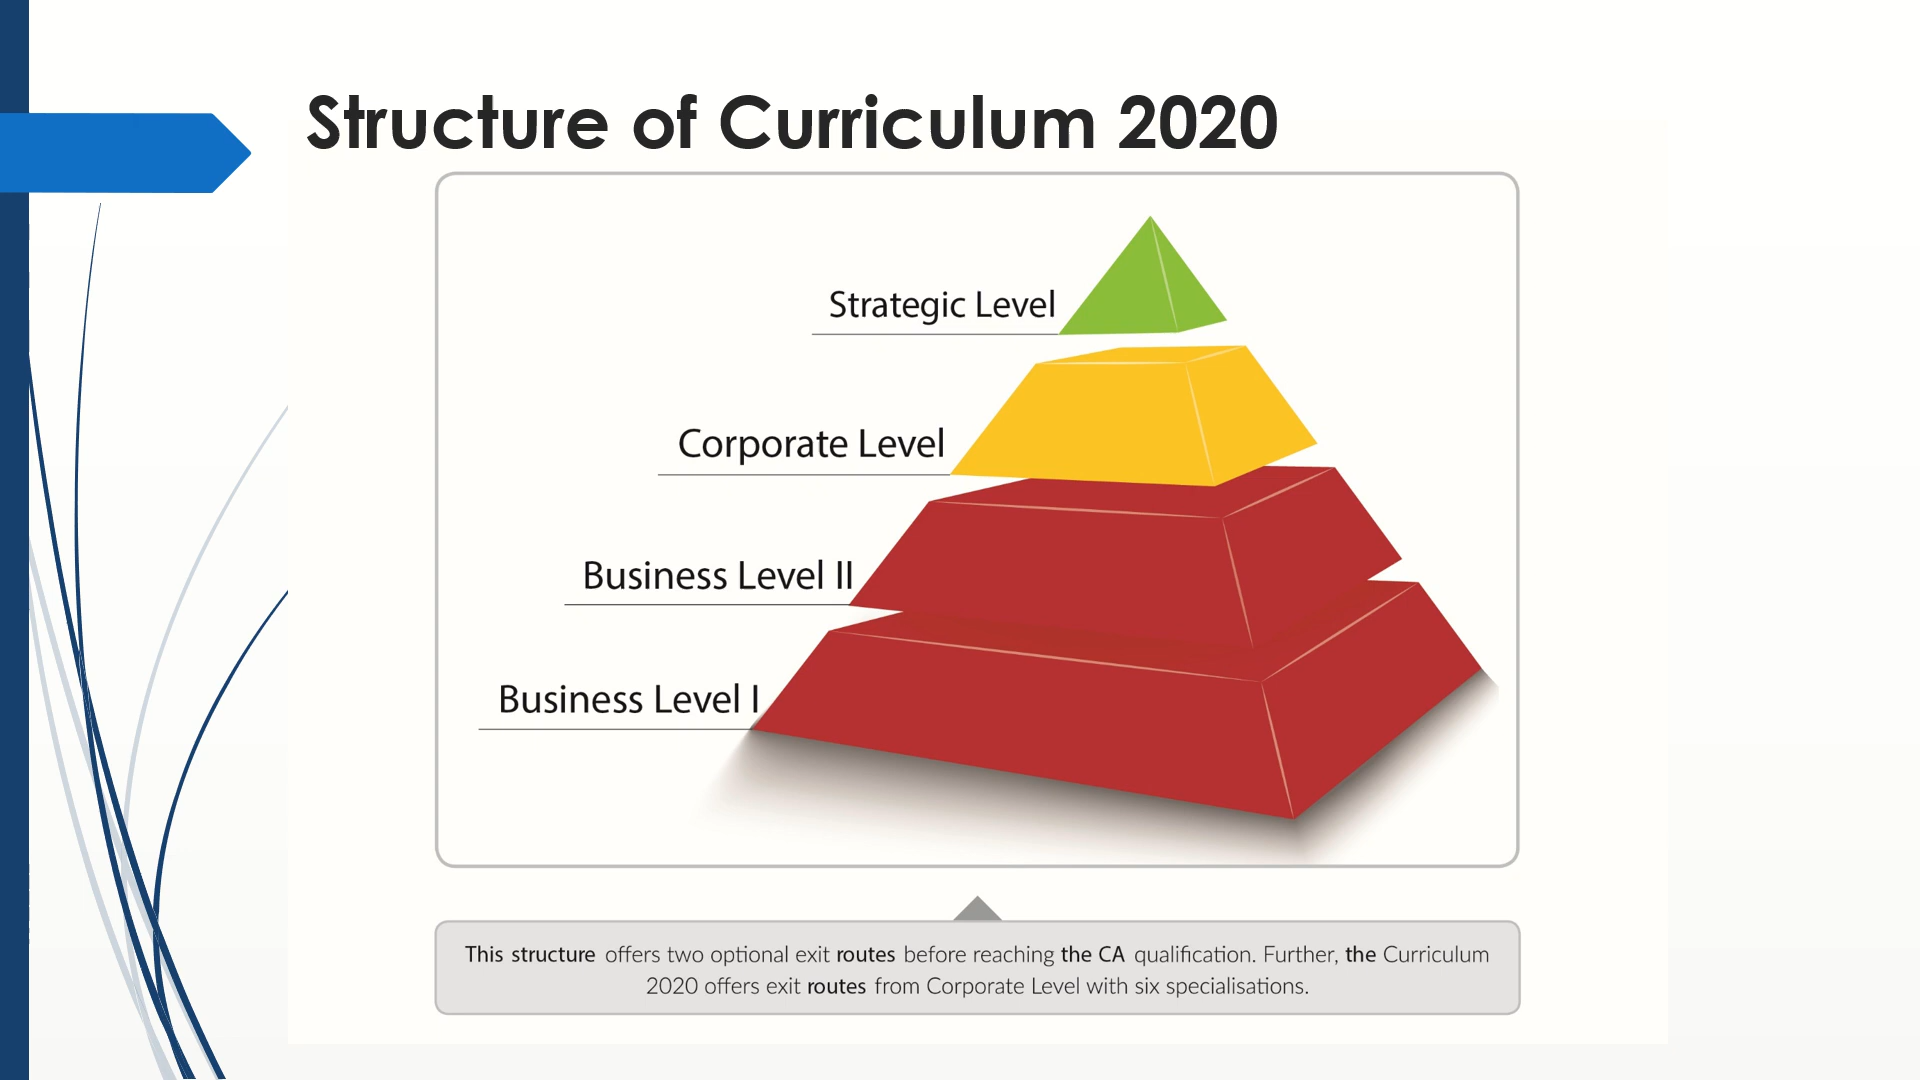 Structure of Curriculum 2020
Strategic Level
Corporate Level
Business Level II
Business Level I
This structure offers two optional exit routes before reaching the CA qualification. Further, the Curriculum
2020 offers exit routes from Corporate Level with six specialisations.